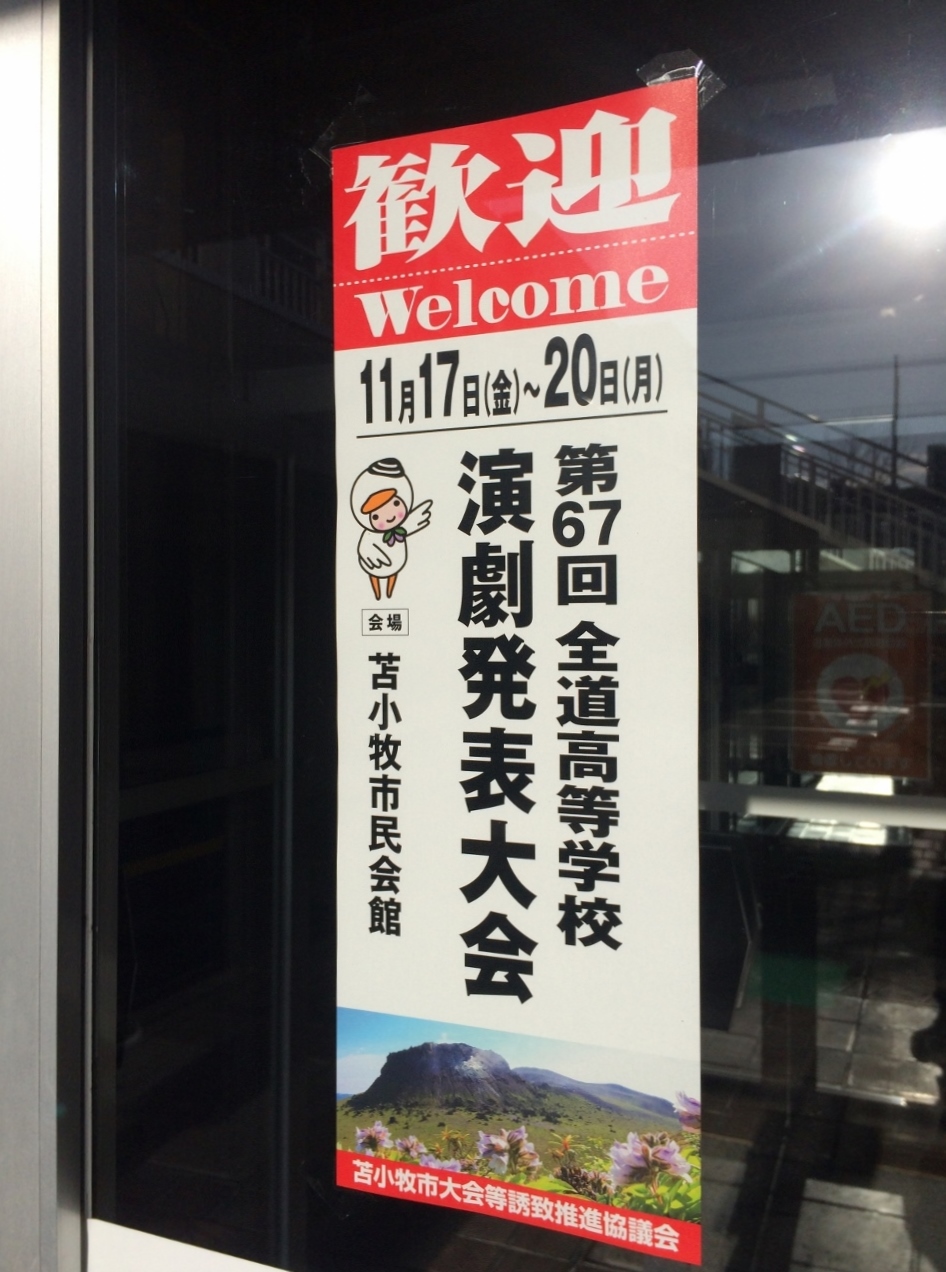 歓迎
Welcome
11月17日(金)~20日(月)
第67回 全道高等学校
演劇発表大会
会場
苫小牧市民会館
苫小牧市大会等誘致推進協議会
AED